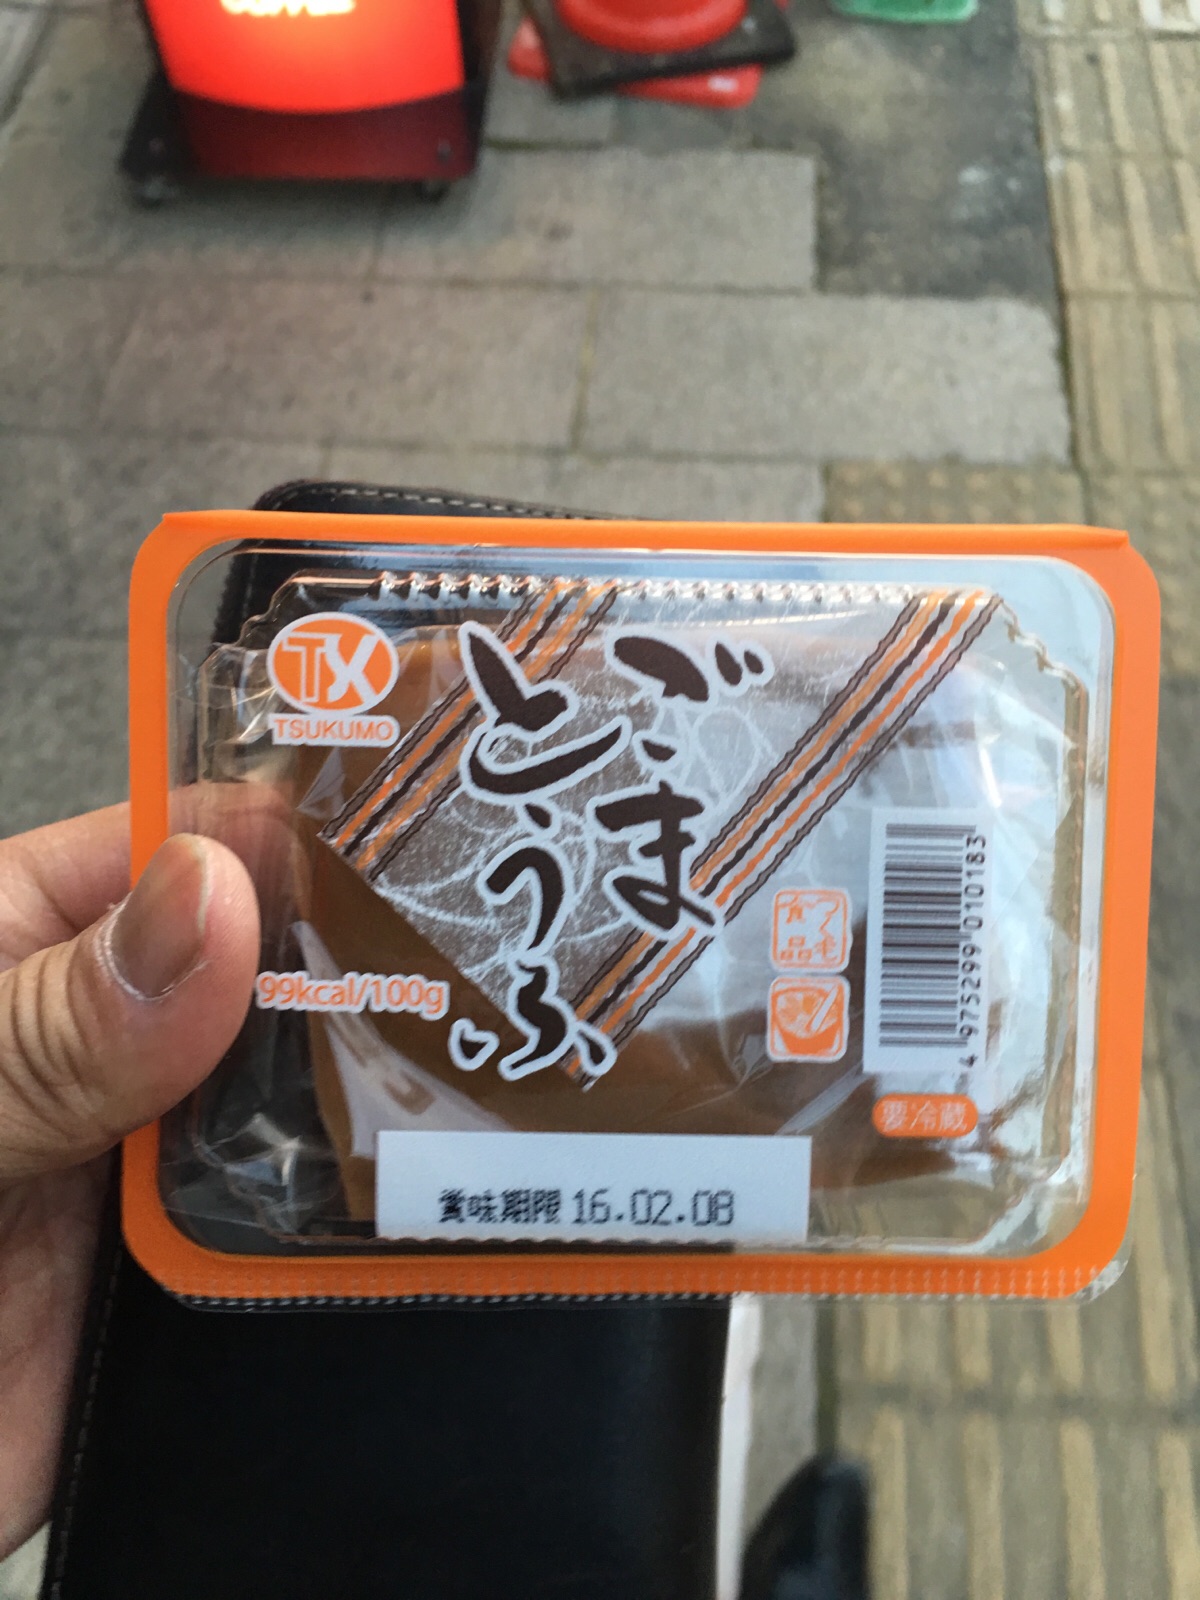 COFFEE
TX
TSUKUMO
ごま
とうふ
99kcal/100g
4 975299 010183
要冷蔵
賞味期限 16.02.08